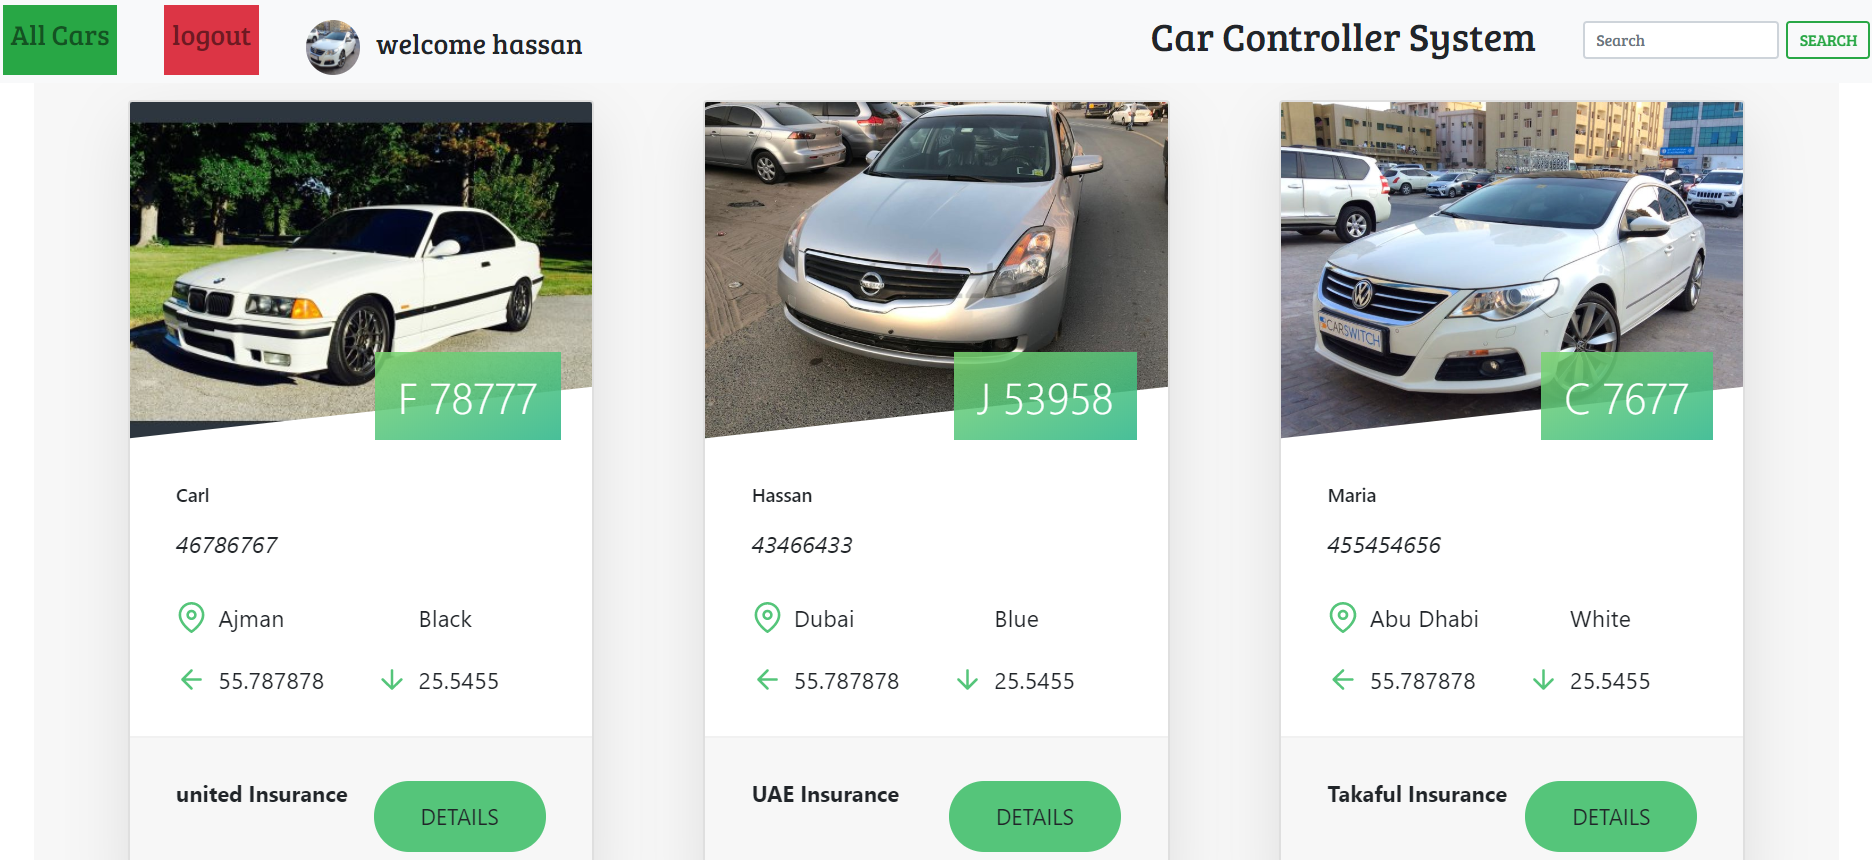 All Cars
logout
welcome hassan
Car Controller System
Search
SEARCH
CARSWITCH
F 78777
J 53958
C 7677
Carl
46786767
Ajman
Black
55.787878
25.5455
united Insurance
DETAILS
Hassan
43466433
Dubai
Blue
55.787878
25.5455
UAE Insurance
DETAILS
Maria
455454656
Abu Dhabi
White
55.787878
25.5455
Takaful Insurance
DETAILS